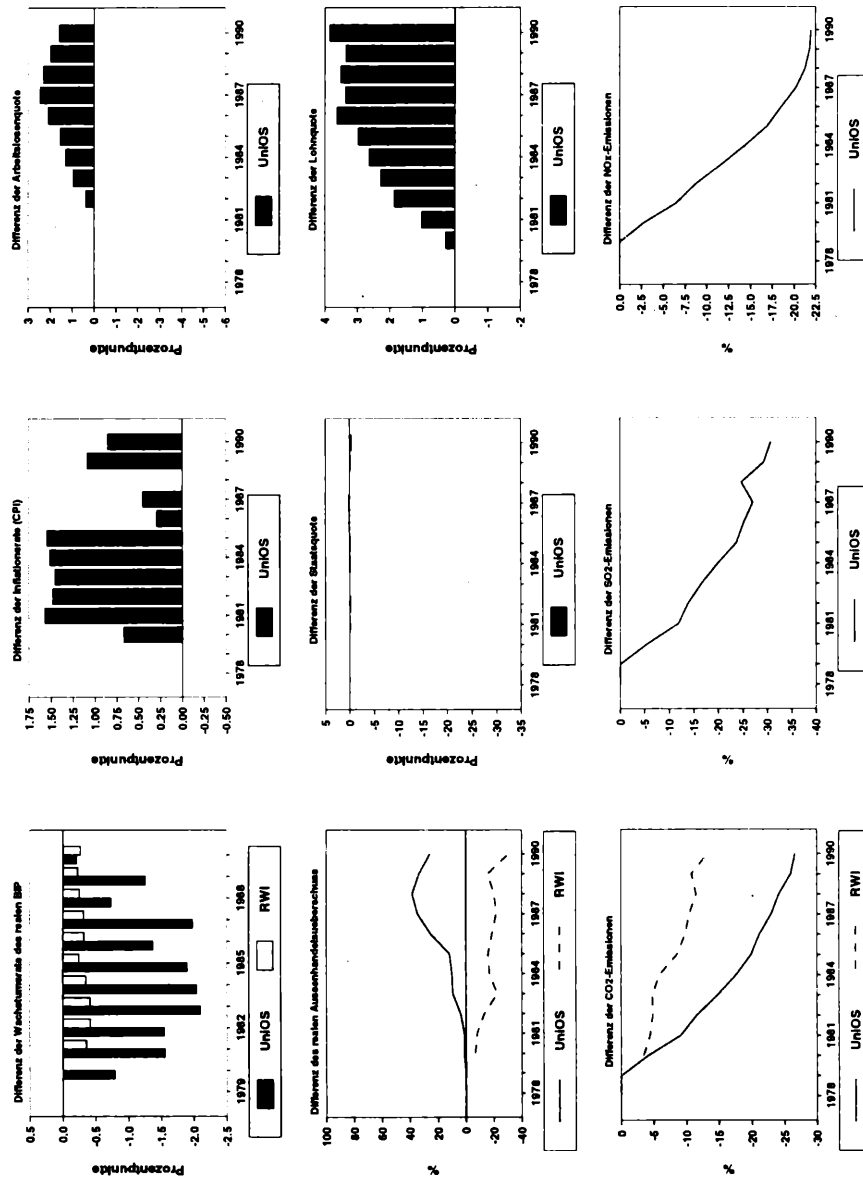 Differenz der Wachstumsrate des realen BIP
0.5
0.0
-0.5
-1.0
-1.5
-2.0
-2.5
Prozentpunkte
1979 1982 1985 1988
UniOS RWI
Differenz der Inflationsrate (CPI)
1.75
1.50
1.25
1.00
0.75
0.50
0.25
0.00
-0.25
-0.50
Prozentpunkte
1978 1981 1984 1987 1990
UniOS
Differenz der Arbeitslosenquote
3
2
1
0
-1
-2
-3
-4
-5
-6
Prozentpunkte
1978 1981 1984 1987 1990
UniOS
Differenz des realen Aussenhandelsueberschuss
100
80
60
40
20
0
-20
-40
%
1978 1981 1984 1987 1990
UniOS RWI
Differenz der Staatsquote
5
0
-5
-10
-15
-20
-25
-30
-35
Prozentpunkte
1978 1981 1984 1987 1990
UniOS
Differenz der Lohnquote
4
3
2
1
0
-1
-2
Prozentpunkte
1978 1981 1984 1987 1990
UniOS
Differenz der CO2-Emissionen
0
-5
-10
-15
-20
-25
-30
%
1978 1981 1984 1987 1990
UniOS RWI
Differenz der SO2-Emissionen
0
-5
-10
-15
-20
-25
-30
-35
-40
%
1978 1981 1984 1987 1990
UniOS
Differenz der NOx-Emissionen
0.0
-2.5
-5.0
-7.5
-10.0
-12.5
-15.0
-17.5
-20.0
-22.5
%
1978 1981 1984 1987 1990
UniOS